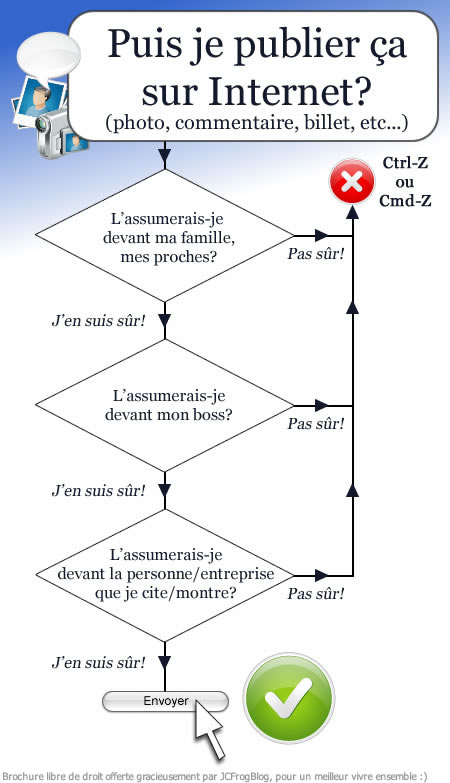 Puis je publier ça
sur Internet?
(photo, commentaire, billet, etc...)
Ctrl-Z
ou
Cmd-Z
L’assumerais-je
devant ma famille,
mes proches?
Pas sûr!
J’en suis sûr!
L’assumerais-je
devant mon boss?
Pas sûr!
J’en suis sûr!
L’assumerais-je
devant la personne/entreprise
que je cite/montre?
Pas sûr!
J’en suis sûr!
Envoyer
Brochure libre de droit offerte gracieusement par JCFrogBlog, pour un meilleur vivre ensemble :)